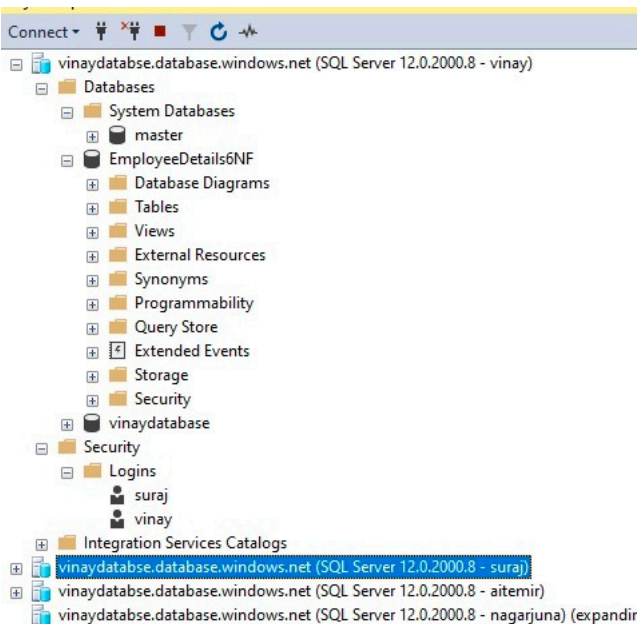 Connect
vinaydatabse.database.windows.net (SQL Server 12.0.2000.8 - vinay)
Databases
System Databases
master
EmployeeDetails6NF
Database Diagrams
Tables
Views
External Resources
Synonyms
Programmability
Query Store
Extended Events
Storage
Security
vinaydatabase
Security
Logins
suraj
vinay
Integration Services Catalogs
vinaydatabse.database.windows.net (SQL Server 12.0.2000.8 - suraj)
vinaydatabse.database.windows.net (SQL Server 12.0.2000.8 - aitemir)
vinaydatabse.database.windows.net (SQL Server 12.0.2000.8 - nagarjuna) (expandin